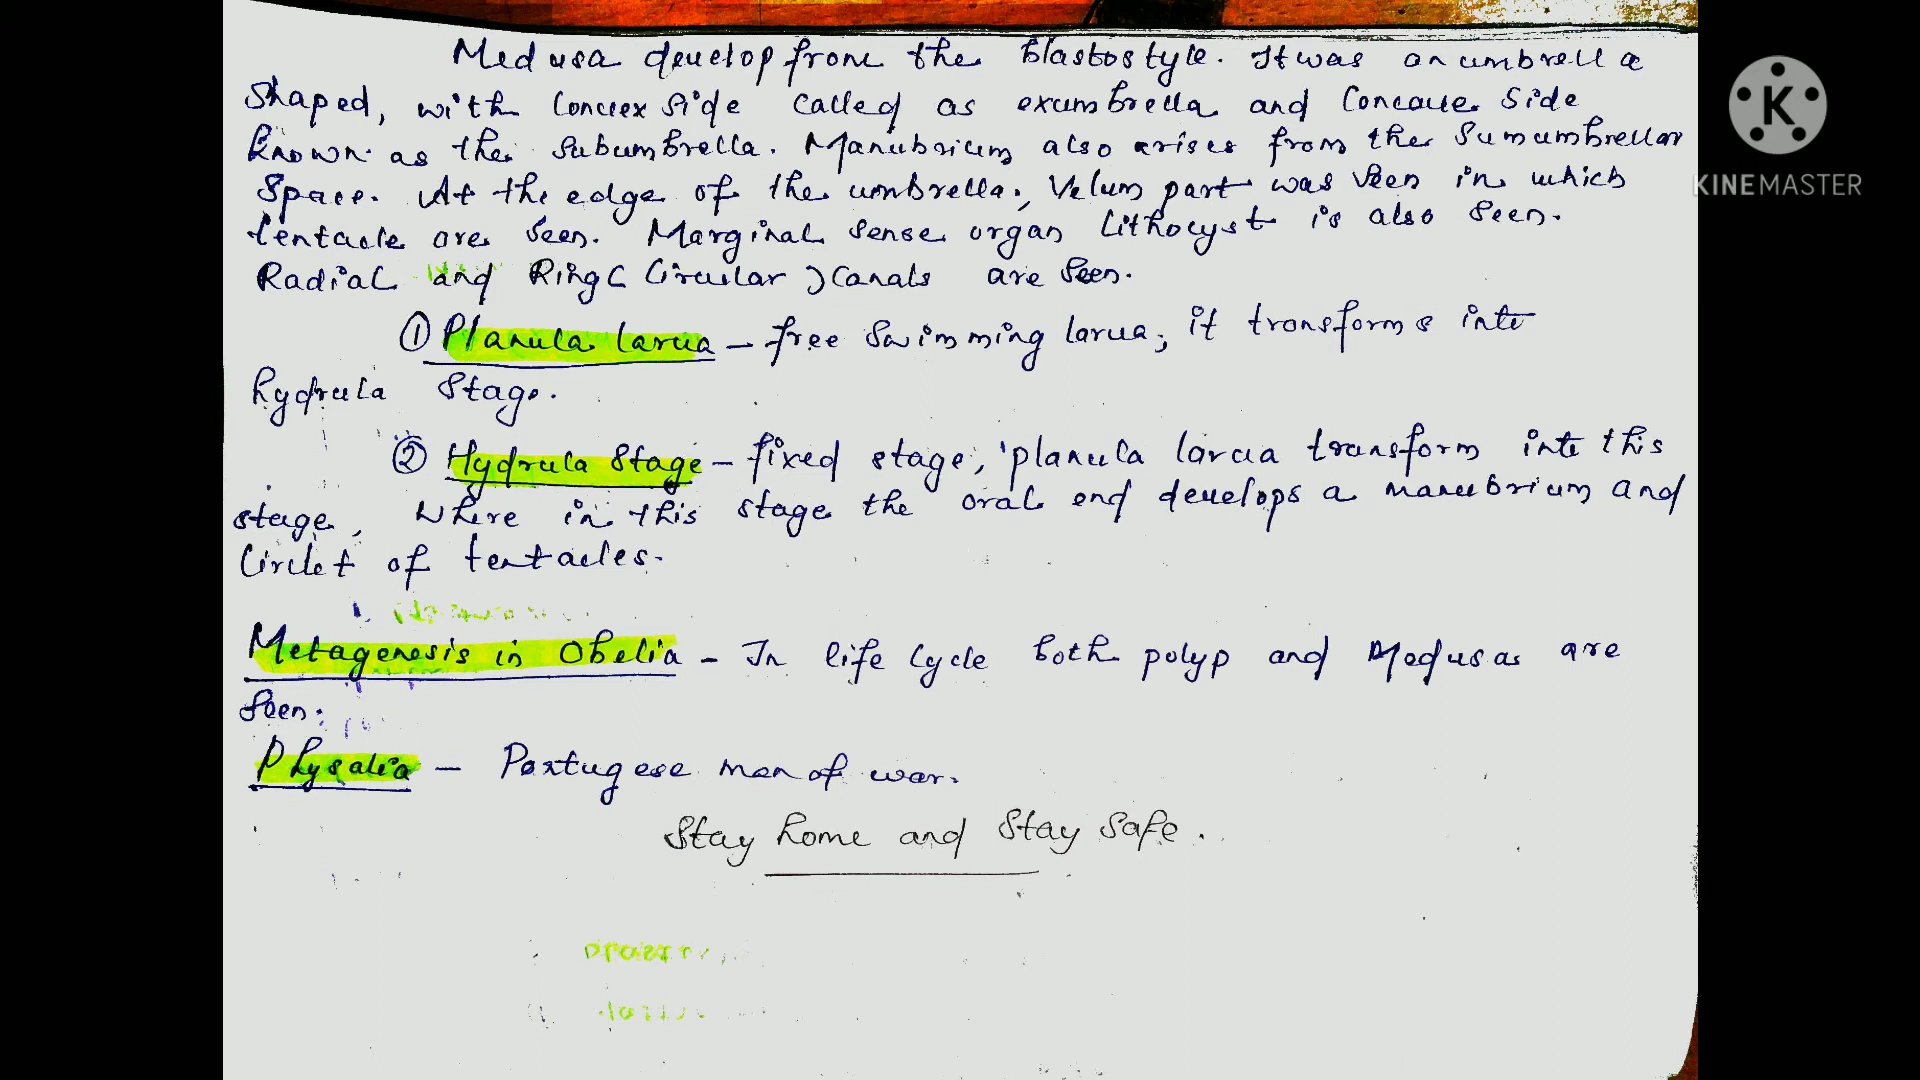 Medusa develop from the blastostyle. It was an umbrella
shaped, with Convex side called as exumbrella and Concave side
known as the subumbrella. Manubrium also arises from the Sumumbrellar
space. At the edge of the umbrella, Velum part was seen in which
tentacle are seen. Marginal sense organ Lithocyst is also seen.
Radial and Ring ( Circular ) Canals are seen.
① Planula larva – free swimming larva; it transforms into
hydrula stage.
② Hydrula Stage – fixed stage, planula larva transform into this
stage, Where in this stage the oral end develops a manubrium and
Circlet of tentacles.
Metagenesis in Obelia – In life Cycle both polyp and Medusas are
seen.
Physalia – Portugese man of war.
Stay home and Stay Safe.
K
KINEMASTER